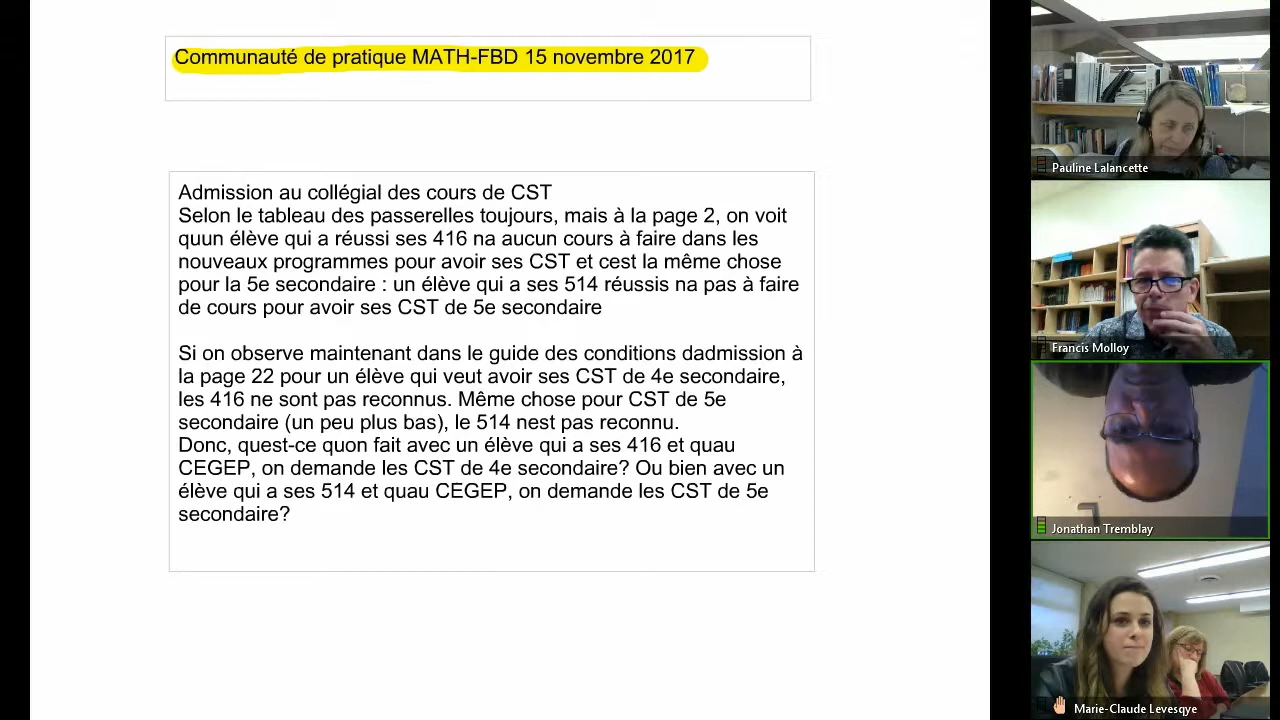 Communauté de pratique MATH-FBD 15 novembre 2017
Admission au collégial des cours de CST
Selon le tableau des passerelles toujours, mais à la page 2, on voit
quun élève qui a réussi ses 416 na aucun cours à faire dans les
nouveaux programmes pour avoir ses CST et cest la même chose
pour la 5e secondaire : un élève qui a ses 514 réussis na pas à faire
de cours pour avoir ses CST de 5e secondaire
Si on observe maintenant dans le guide des conditions dadmission à
la page 22 pour un élève qui veut avoir ses CST de 4e secondaire,
les 416 ne sont pas reconnus. Même chose pour CST de 5e
secondaire (un peu plus bas), le 514 nest pas reconnu.
Donc, quest-ce quon fait avec un élève qui a ses 416 et quau
CEGEP, on demande les CST de 4e secondaire? Ou bien avec un
élève qui a ses 514 et quau CEGEP, on demande les CST de 5e
secondaire?
Pauline Lalancette
Francis Molloy
Jonathan Tremblay
Marie-Claude Levesqye